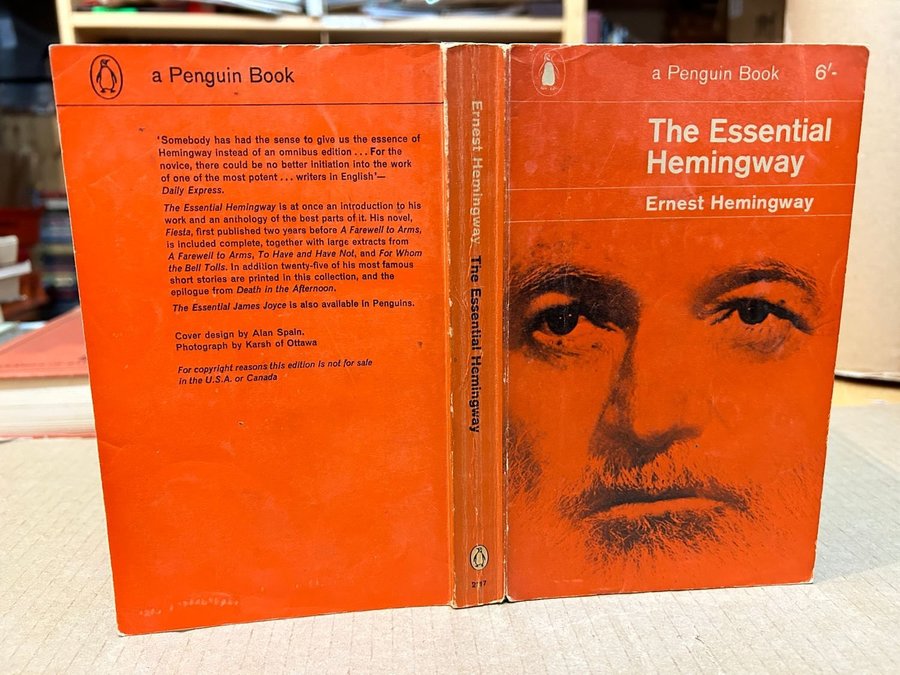 a Penguin Book
'Somebody has had the sense to give us the essence of
Hemingway instead of an omnibus edition . . . For the
novice, there could be no better initiation into the work
of one of the most potent . . . writers in English'—
Daily Express.
The Essential Hemingway is at once an introduction to his
work and an anthology of the best parts of it. His novel,
Fiesta, first published two years before A Farewell to Arms,
is included complete, together with large extracts from
A Farewell to Arms, To Have and Have Not, and For Whom
the Bell Tolls. In addition twenty-five of his most famous
short stories are printed in this collection, and the
epilogue from Death in the Afternoon.
The Essential James Joyce is also available in Penguins.
Cover design by Alan Spain.
Photograph by Karsh of Ottawa
For copyright reasons this edition is not for sale
in the U.S.A. or Canada
Ernest Hemingway The Essential Hemingway
a Penguin Book 6'-
The Essential
Hemingway
Ernest Hemingway